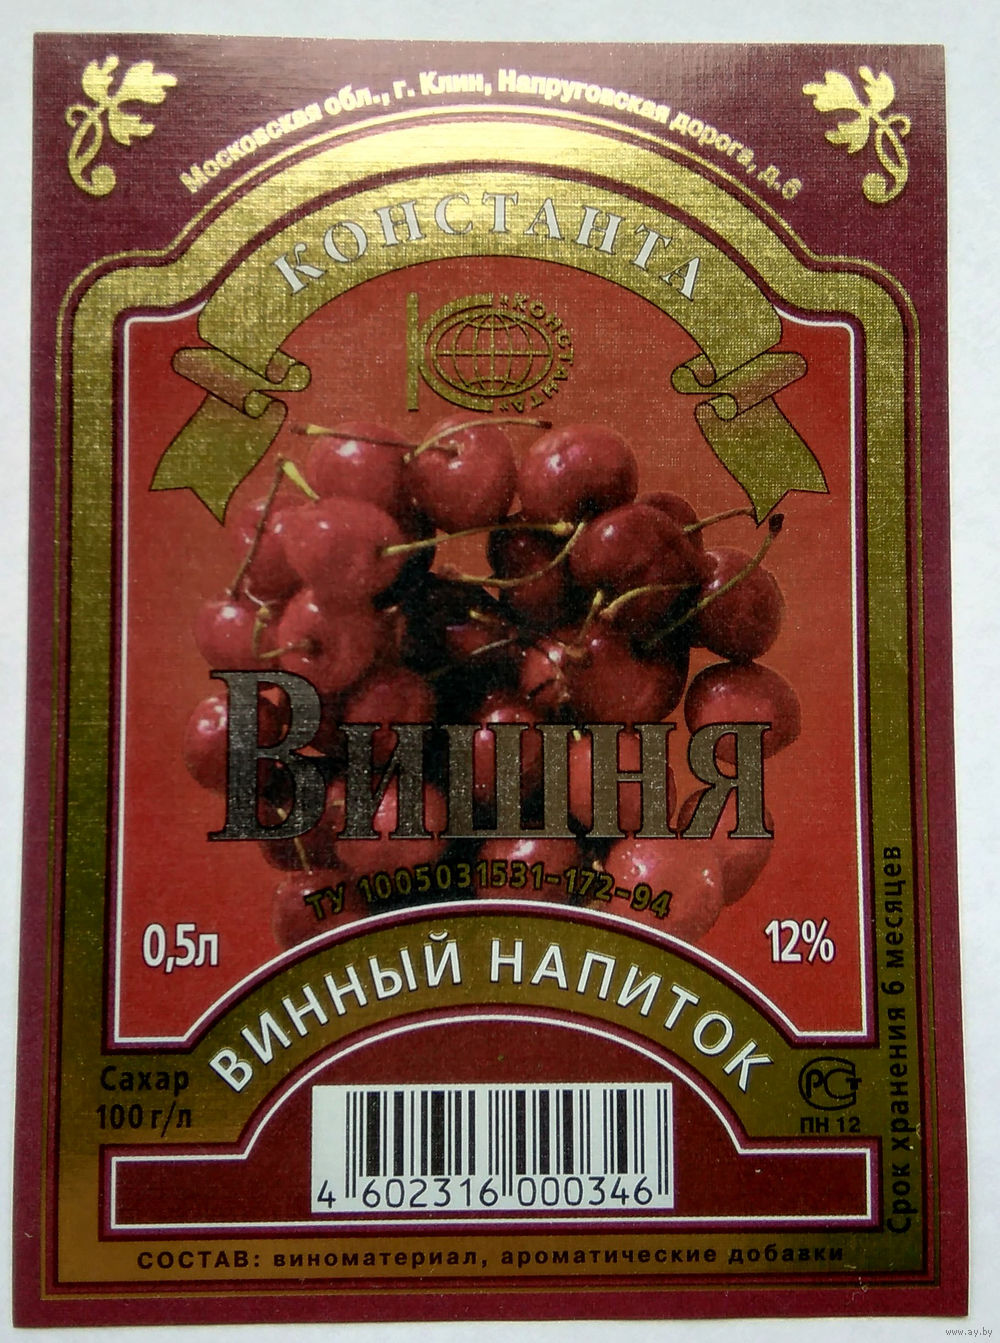 Московская обл., г. Клин, Напруговская дорога, д.6
КОНСТАНТА
«КОНСТАНТА»
Вишня
ТУ 1005031531-172-94
0,5л
12%
ВИННЫЙ НАПИТОК
Сахар
100 г/л
РСТ
ПН 12
Срок хранения 6 месяцев
4 602316 000346
СОСТАВ: виноматериал, ароматические добавки
www.ay.by